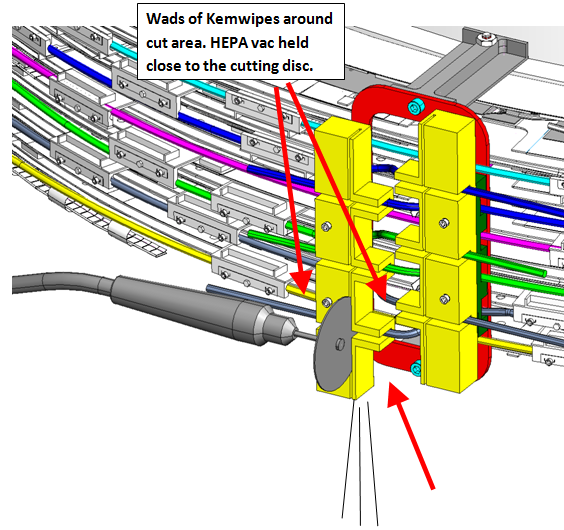 Wads of Kemwipes around
cut area. HEPA vac held
close to the cutting disc.